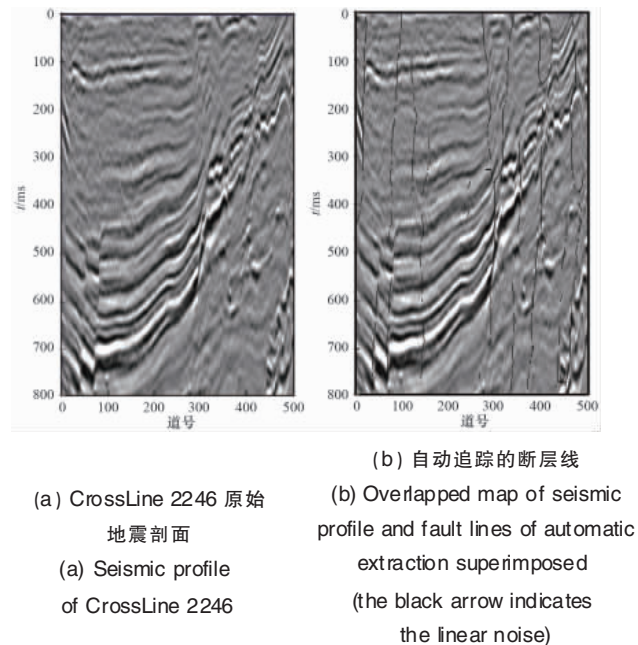 0
100
200
300
400
500
600
700
800
t/ms
0 100 200 300 400 500
道号
0
100
200
300
400
500
600
700
800
t/ms
0 100 200 300 400 500
道号
(a) CrossLine 2246 原始
地震剖面
(a) Seismic profile
of CrossLine 2246
(b) 自动追踪的断层线
(b) Overlapped map of seismic
profile and fault lines of automatic
extraction superimposed
(the black arrow indicates
the linear noise)